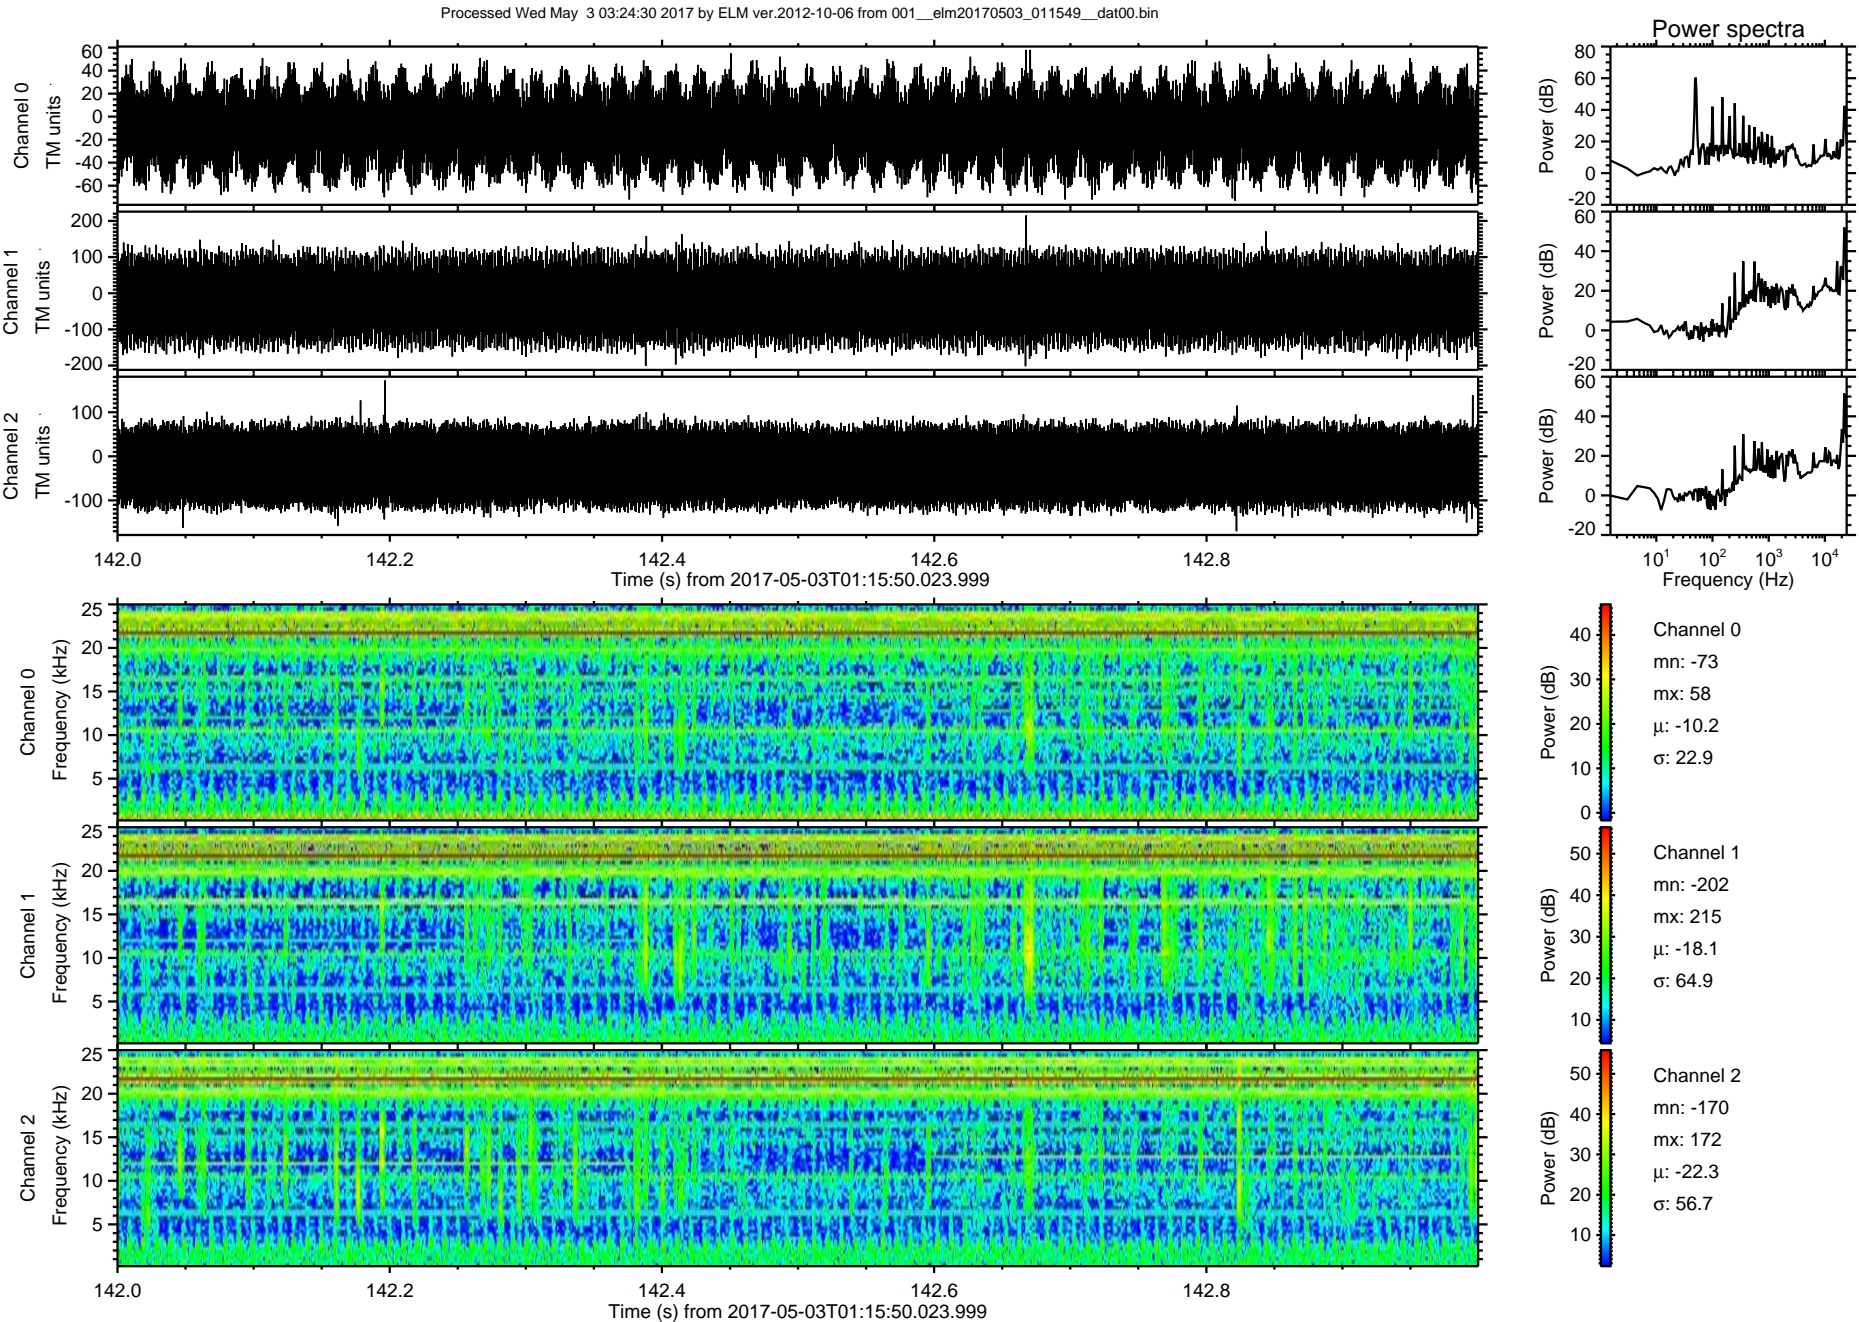 Processed Wed May  3 03:24:30 2017 by ELM ver.2012-10-06 from 001__elm20170503_011549__dat00.bin
Power spectra
Channel 0
TM units
60
40
20
0
-20
-40
-60
Power (dB)
80
60
40
20
0
-20
Channel 1
TM units
200
100
0
-100
-200
Power (dB)
60
40
20
0
-20
Channel 2
TM units
100
0
-100
Power (dB)
60
40
20
0
-20
142.0 142.2 142.4 142.6 142.8
Time (s) from 2017-05-03T01:15:50.023.999
10^1 10^2 10^3 10^4
Frequency (Hz)
Channel 0
Frequency (kHz)
25
20
15
10
5
Power (dB)
40
30
20
10
0
Channel 0
mn: -73
mx: 58
μ: -10.2
σ: 22.9
Channel 1
Frequency (kHz)
25
20
15
10
5
Power (dB)
50
40
30
20
10
Channel 1
mn: -202
mx: 215
μ: -18.1
σ: 64.9
Channel 2
Frequency (kHz)
25
20
15
10
5
Power (dB)
50
40
30
20
10
Channel 2
mn: -170
mx: 172
μ: -22.3
σ: 56.7
142.0 142.2 142.4 142.6 142.8
Time (s) from 2017-05-03T01:15:50.023.999